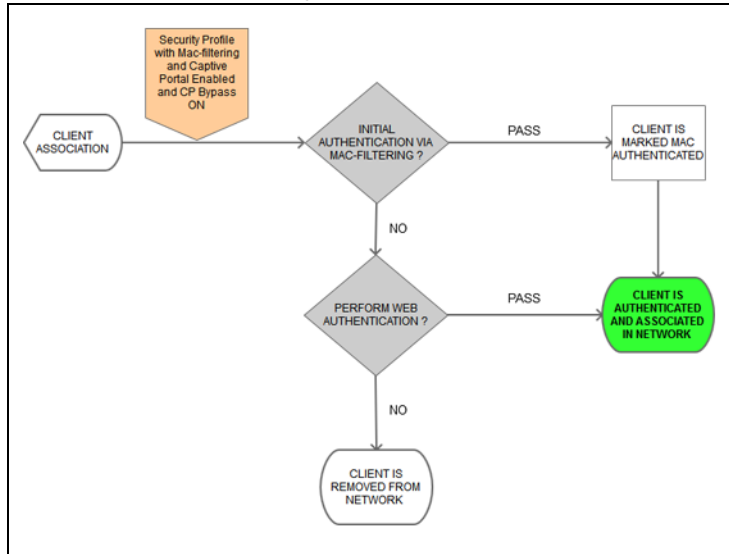 Security Profile
with Mac-filtering
and Captive
Portal Enabled
and CP Bypass
ON
CLIENT
ASSOCIATION
INITIAL
AUTHENTICATION VIA
MAC-FILTERING ?
PASS
CLIENT IS
MARKED MAC
AUTHENTICATED
NO
PERFORM WEB
AUTHENTICATION ?
PASS
CLIENT IS
AUTHENTICATED
AND ASSOCIATED
IN NETWORK
NO
CLIENT IS
REMOVED FROM
NETWORK